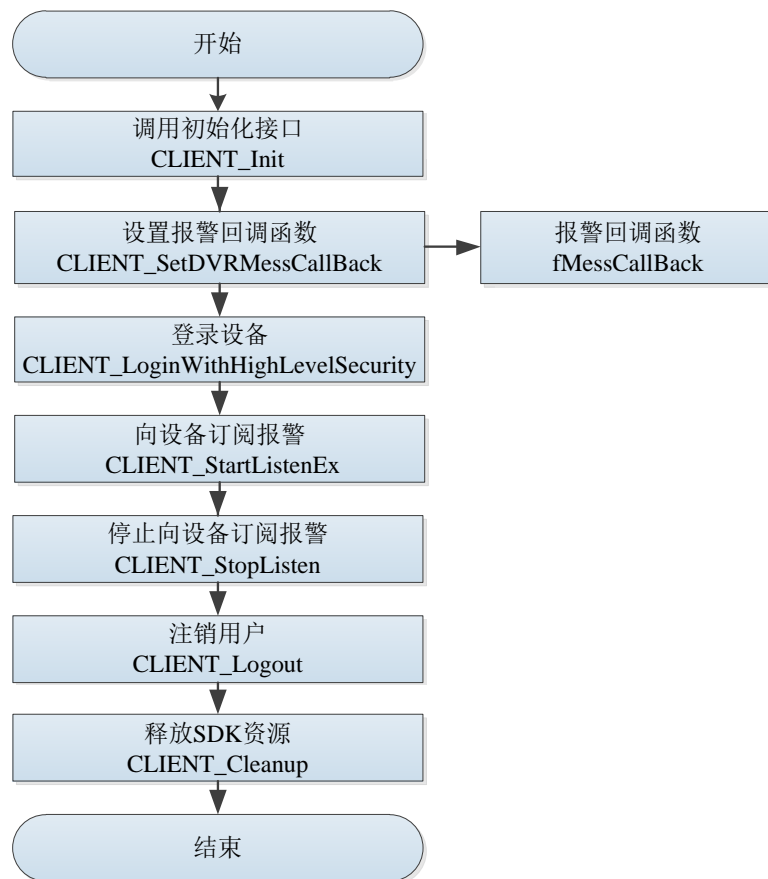 开始
调用初始化接口
CLIENT_Init
设置报警回调函数
CLIENT_SetDVRMessCallBack
报警回调函数
fMessCallBack
登录设备
CLIENT_LoginWithHighLevelSecurity
向设备订阅报警
CLIENT_StartListenEx
停止向设备订阅报警
CLIENT_StopListen
注销用户
CLIENT_Logout
释放SDK资源
CLIENT_Cleanup
结束